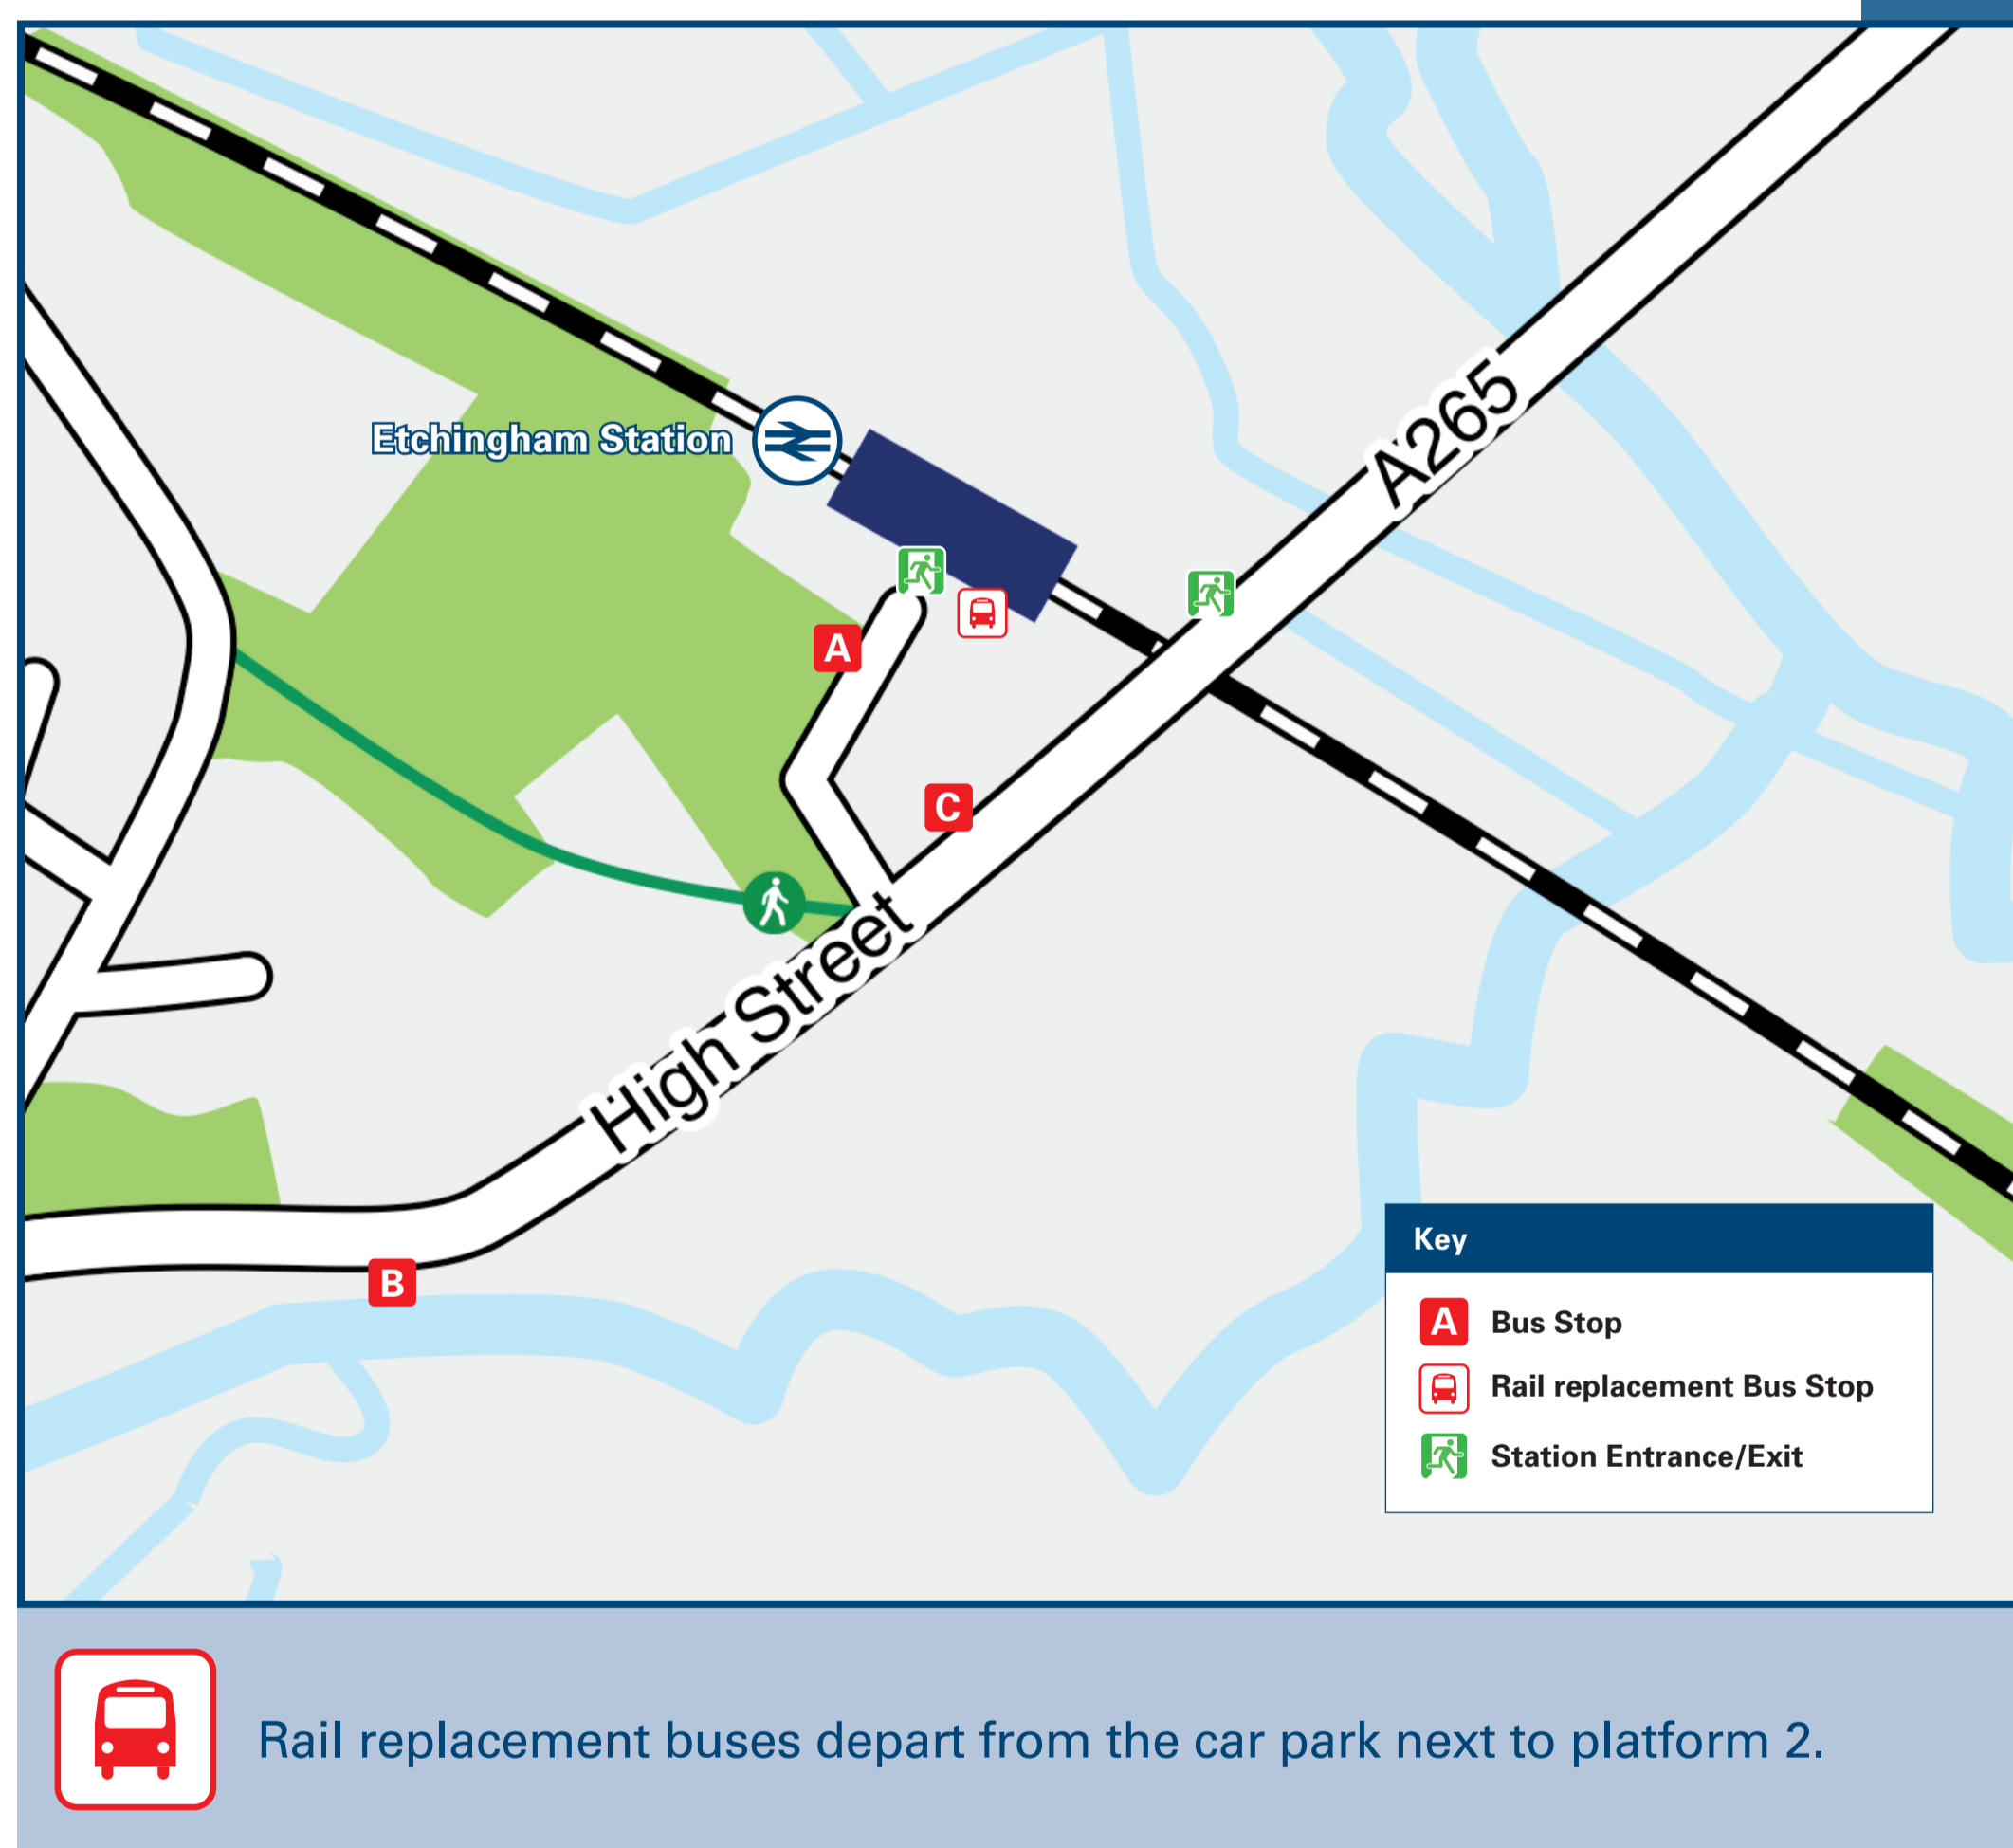 Etchingham Station
A265
A
C
High Street
B
Key
A Bus Stop
Rail replacement Bus Stop
Station Entrance/Exit
Rail replacement buses depart from the car park next to platform 2.